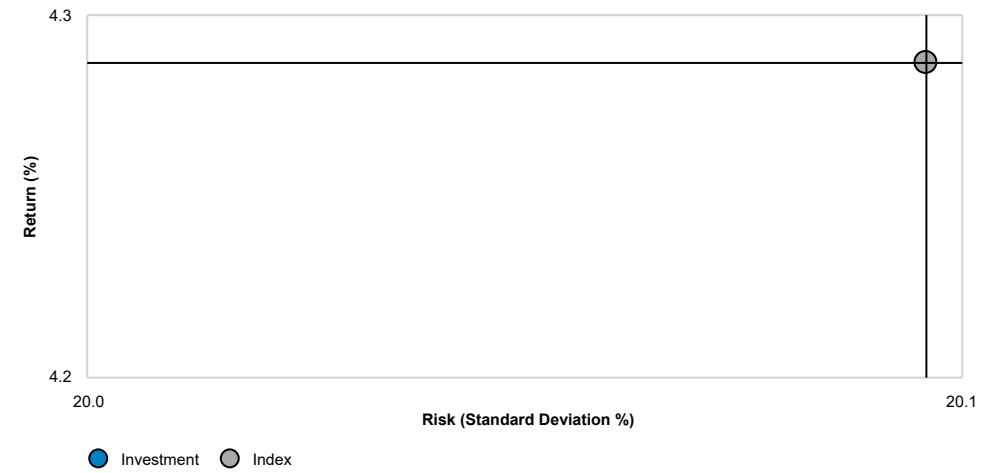 4.3
Return (%)
4.2
20.0
20.1
Risk (Standard Deviation %)
Investment
Index